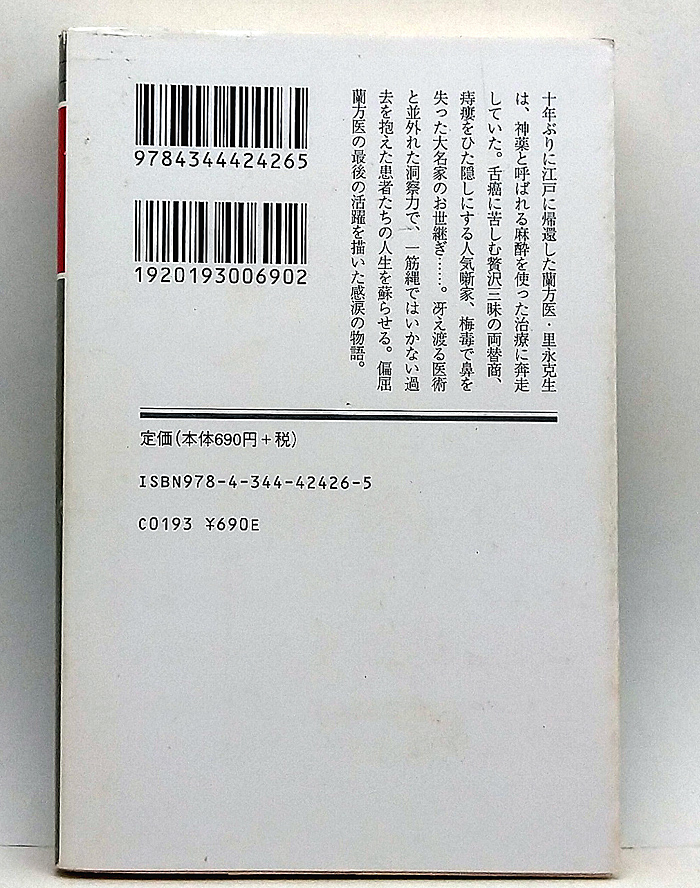 十年ぶりに江戸に帰還した蘭方医・里永克生
は、神薬と呼ばれる麻酔を使った治療に奔走
していた。舌癌に苦しむ贅沢三昧の両替商、
痔瘻をひた隠しにする人気噺家、梅毒で鼻を
失った大名家のお世継ぎ……。冴え渡る医術
と並外れた洞察力で、一筋縄ではいかない過
去を抱えた患者たちの人生を蘇らせる。偏屈
蘭方医の最後の活躍を描いた感涙の物語。
9784344424265
1920193006902
定価(本体690円+税)
ISBN978-4-344-42426-5
C0193 ¥690E